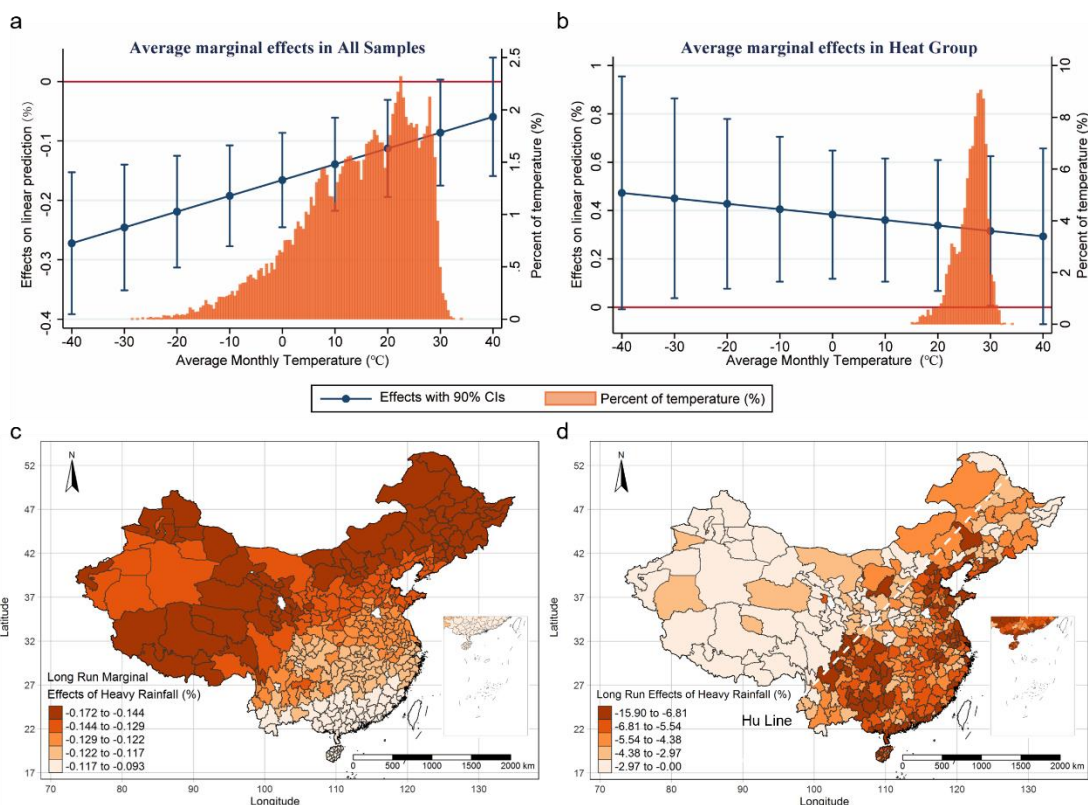 a
Average marginal effects in All Samples
Effects on linear prediction (%)
0
-0.1
-0.2
-0.3
-0.4
2.5
2
1.5
1
.5
0
Percent of temperature (%)
-40 -30 -20 -10 0 10 20 30 40
Average Monthly Temperature (℃)
b
Average marginal effects in Heat Group
Effects on linear prediction (%)
1
0.8
0.6
0.4
0.2
0
10
9
8
6
4
2
0
Percent of temperature (%)
-40 -30 -20 -10 0 10 20 30 40
Average Monthly Temperature (℃)
Effects with 90% CIs
Percent of temperature (%)
c
N
52
47
42
37
32
27
22
17
Latitude
Long Run Marginal
Effects of Heavy Rainfall (%)
-0.172 to -0.144
-0.144 to -0.129
-0.129 to -0.122
-0.122 to -0.117
-0.117 to -0.093
0 500 1000 1500 2000 km
70 80 90 100 110 120 130
Longitude
d
N
52
47
42
37
32
27
22
17
Latitude
Long Run Effects of Heavy Rainfall (%)
-15.90 to -6.81
-6.81 to -5.54
-5.54 to -4.38
-4.38 to -2.97
-2.97 to -0.00
Hu Line
0 500 1000 1500 2000 km
70 80 90 100 110 120 130
Longitude